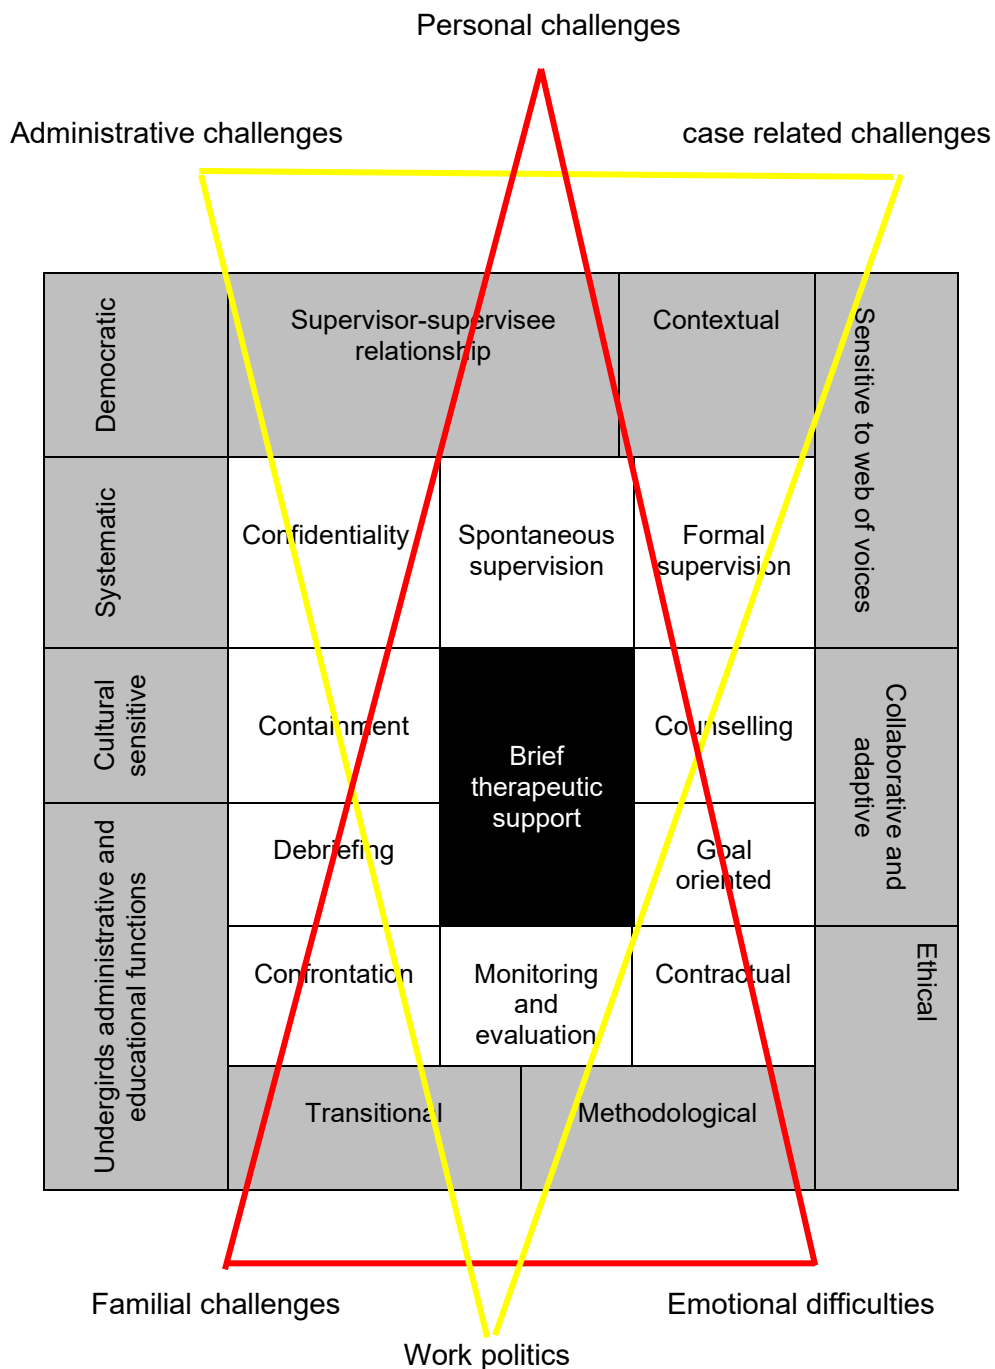 Personal challenges
Administrative challenges
case related challenges
Democratic
Supervisor-supervisee
relationship
Contextual
Sensitive to web of voices
Systematic
Confidentiality
Spontaneous
supervision
Formal
supervision
Cultural
sensitive
Containment
Brief
therapeutic
support
Counselling
Collaborative and
adaptive
Undergirds administrative and
educational functions
Debriefing
Goal
oriented
Confrontation
Monitoring
and
evaluation
Contractual
Ethical
Transitional
Methodological
Familial challenges
Emotional difficulties
Work politics